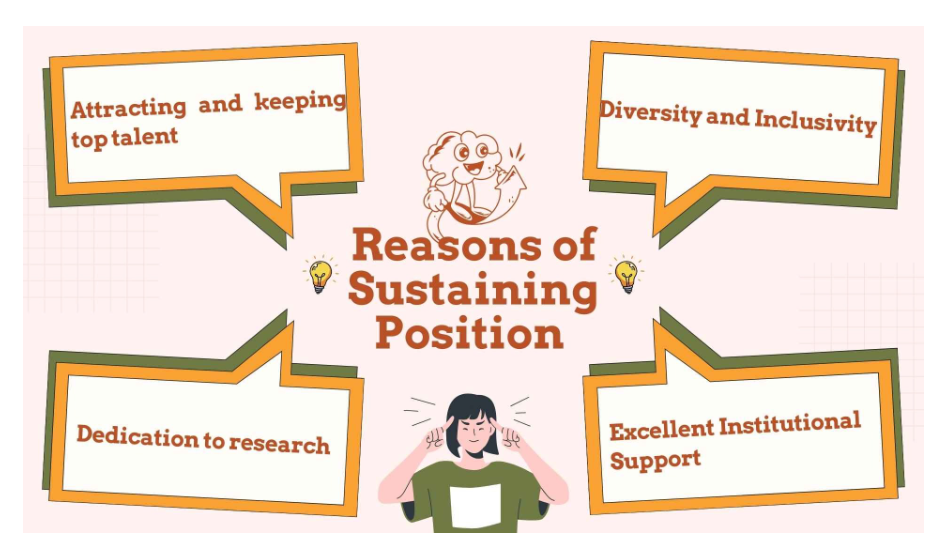 Attracting and keeping
top talent
Diversity and Inclusivity
Reasons of
Sustaining
Position
Dedication to research
Excellent Institutional
Support